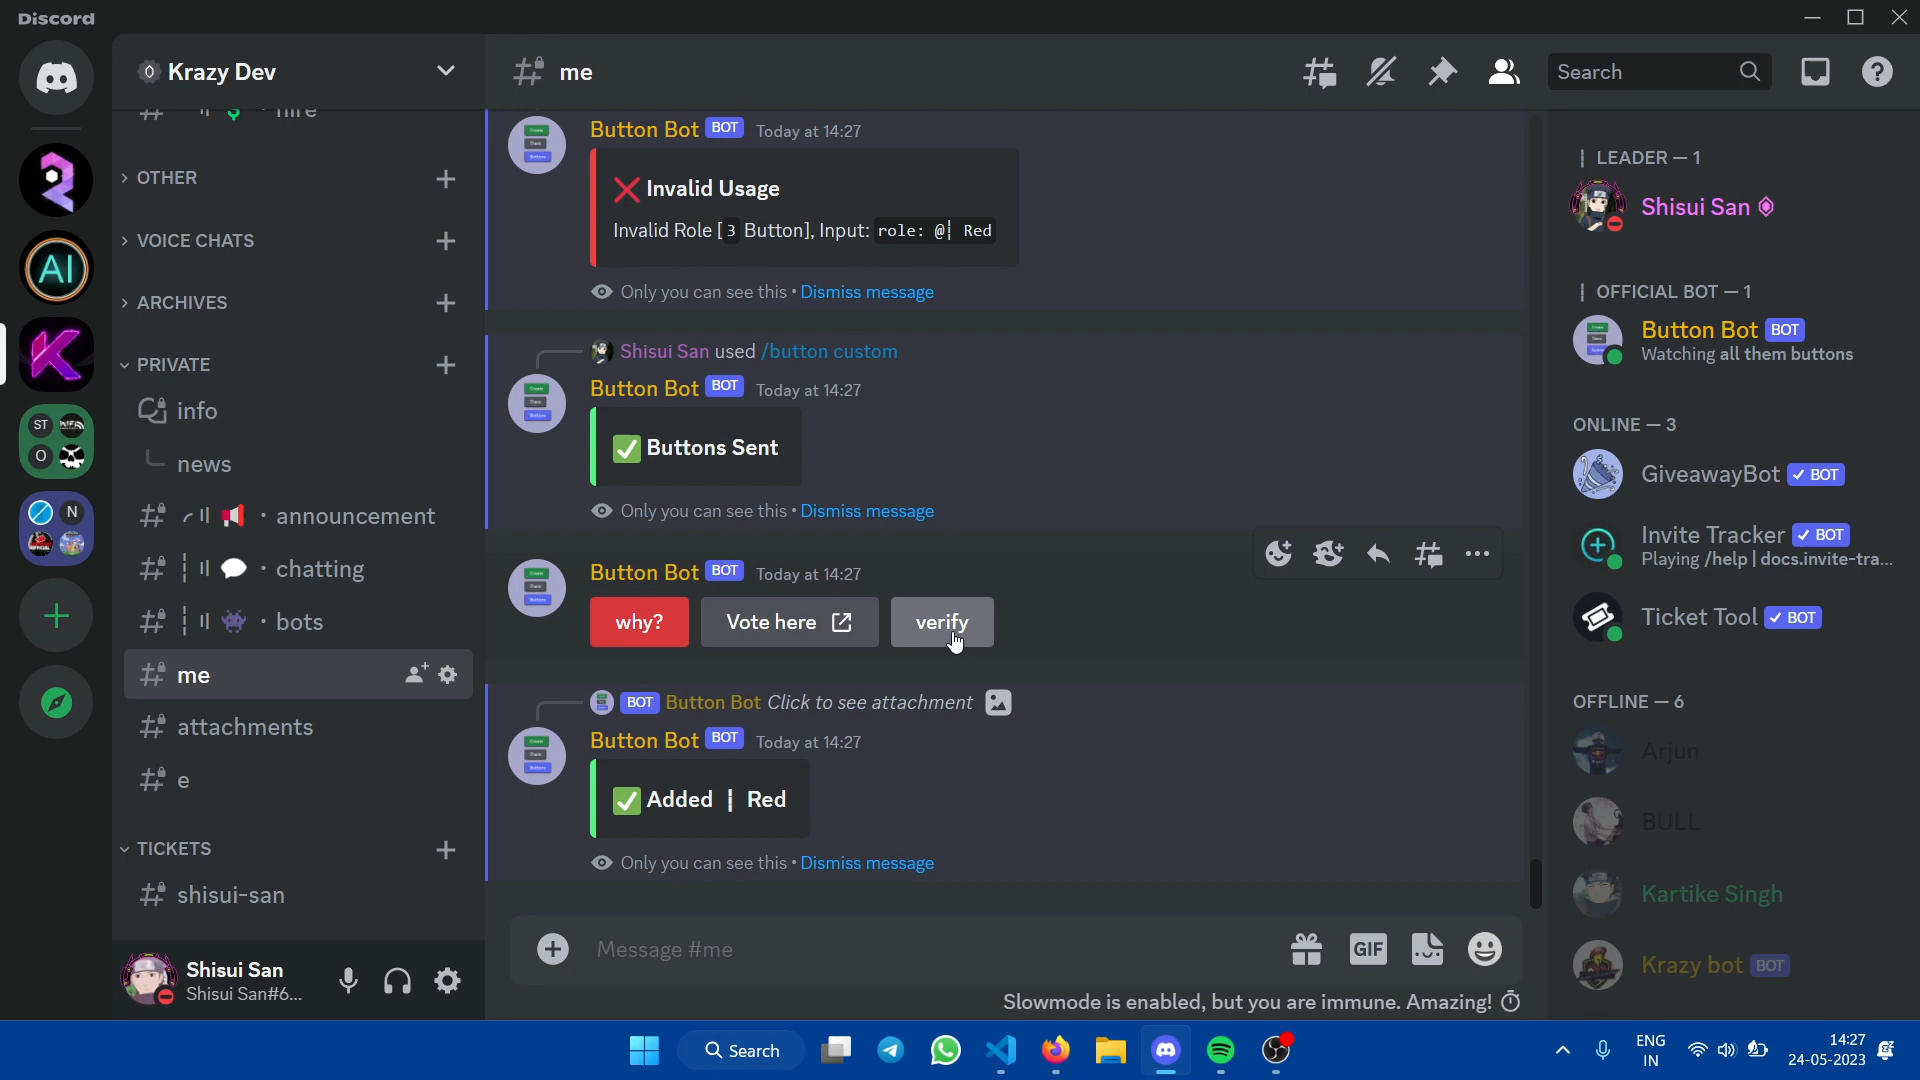 Discord
Krazy Dev
hire
OTHER
VOICE CHATS
ARCHIVES
PRIVATE
info
news
announcement
chatting
bots
me
attachments
e
TICKETS
shisui-san
Shisui San
Shisui San#6...
me
Search
Button Bot BOT Today at 14:27
Invalid Usage
Invalid Role [ 3 Button], Input: role: @¦ Red
Only you can see this • Dismiss message
Shisui San used /button custom
Button Bot BOT Today at 14:27
Buttons Sent
Only you can see this • Dismiss message
Button Bot BOT Today at 14:27
why? Vote here verify
BOT Button Bot Click to see attachment
Button Bot BOT Today at 14:27
Added ¦ Red
Only you can see this • Dismiss message
Message #me
GIF
Slowmode is enabled, but you are immune. Amazing!
¦ LEADER — 1
Shisui San
¦ OFFICIAL BOT — 1
Button Bot BOT
Watching all them buttons
ONLINE — 3
GiveawayBot ✓ BOT
Invite Tracker ✓ BOT
Playing /help | docs.invite-tra...
Ticket Tool ✓ BOT
OFFLINE — 6
Arjun
BULL
Kartike Singh
Krazy bot BOT
AI
K
ST
O
N
Search
ENG
IN
14:27
24-05-2023